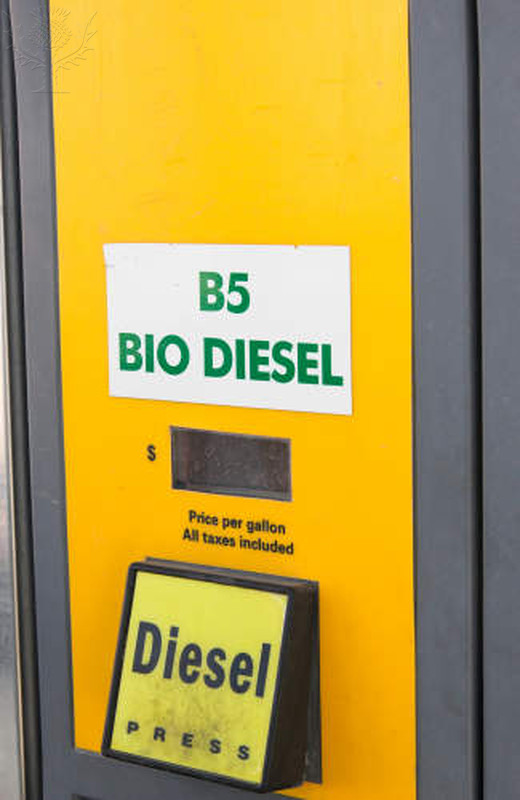 B5
BIO DIESEL
$
Price per gallon
All taxes included
Diesel
PRESS